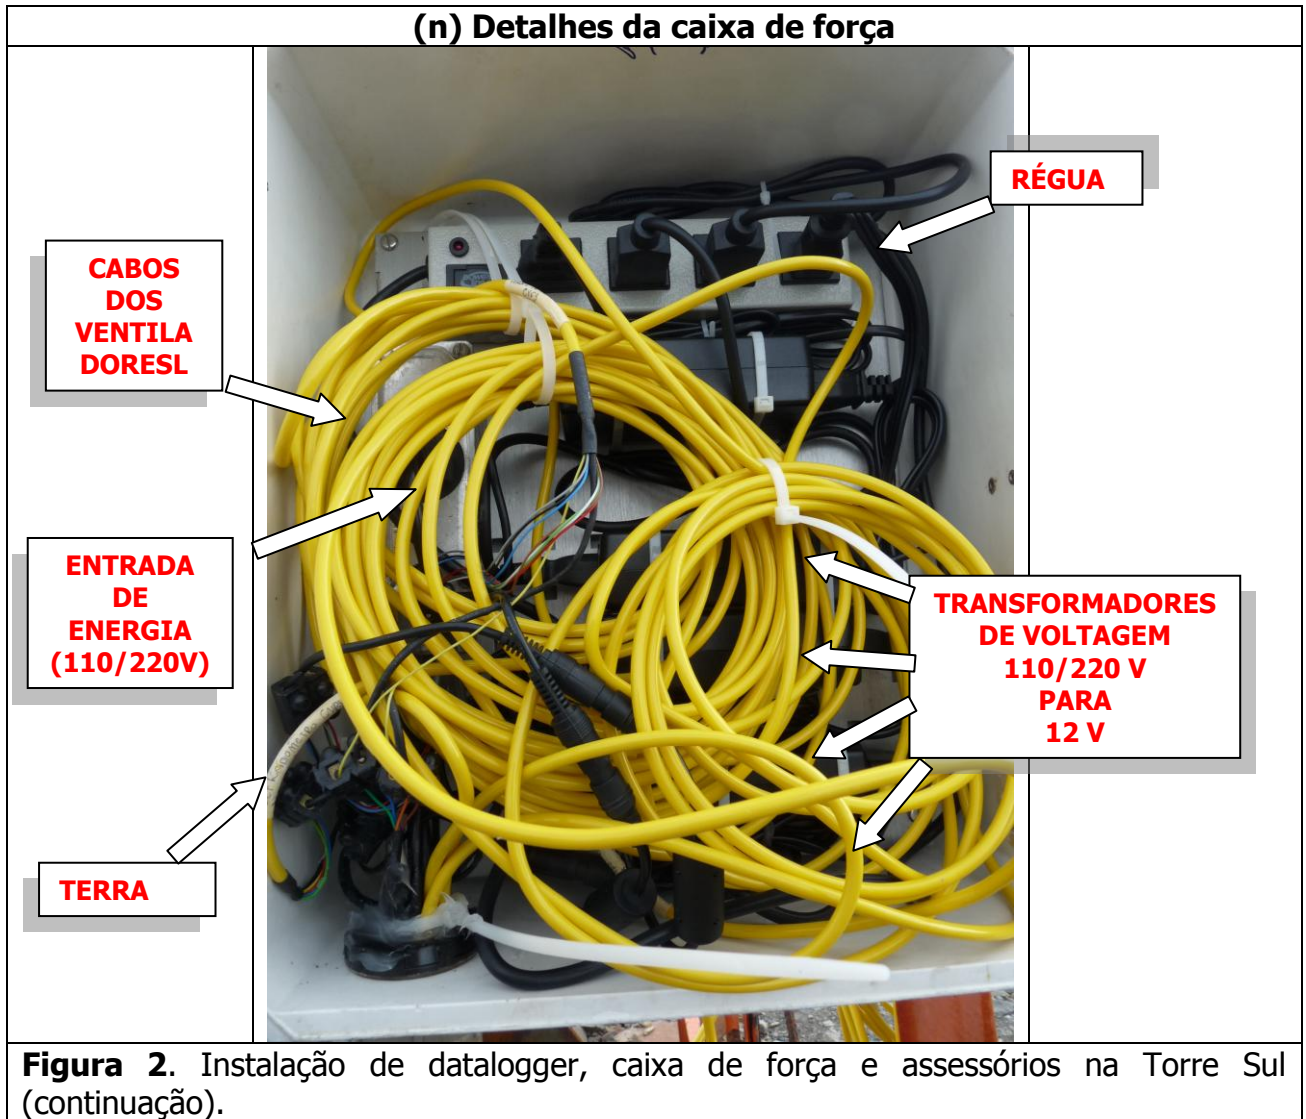 (n) Detalhes da caixa de força
RÉGUA
CABOS
DOS
VENTILA
DORESL
ENTRADA
DE
ENERGIA
(110/220V)
TRANSFORMADORES
DE VOLTAGEM
110/220 V
PARA
12 V
TERRA
Figura 2. Instalação de datalogger, caixa de força e assessórios na Torre Sul
(continuação).